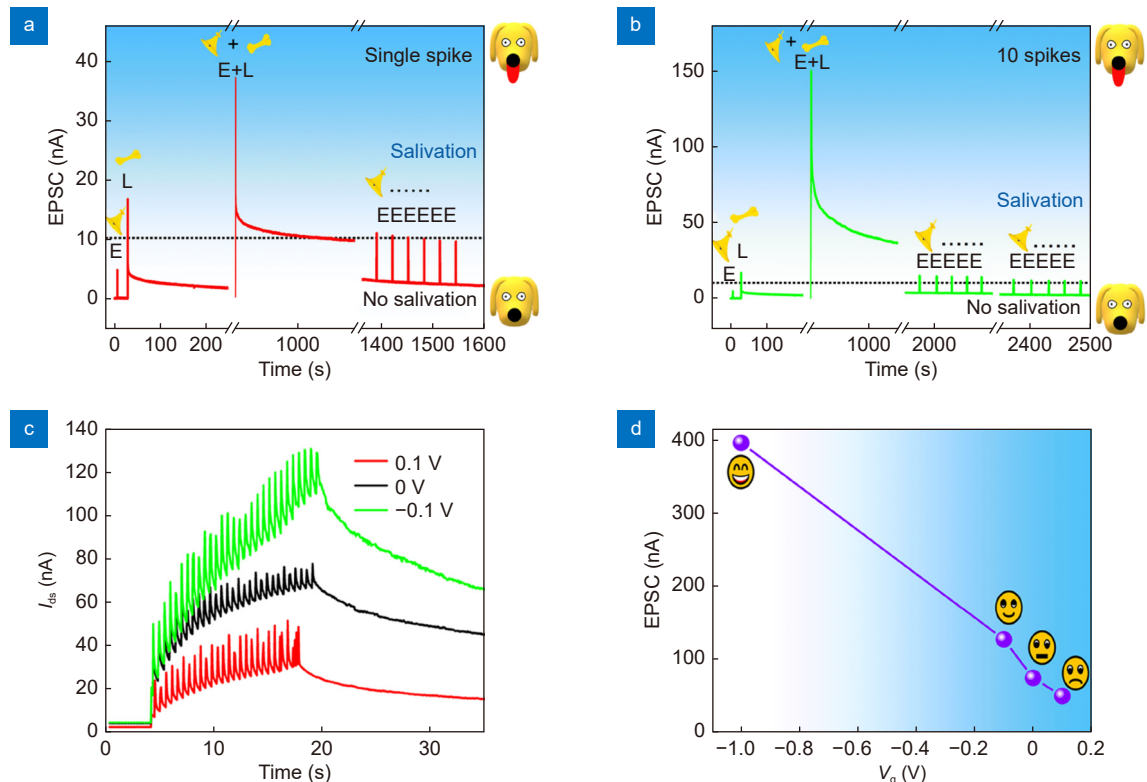 a
Single spike
E+L
+
Salivation
L
E
......
EEEEEEE
No salivation
EPSC (nA)
40
30
20
10
0
0
100
200
1000
1400
1500
1600
Time (s)
b
10 spikes
E+L
+
Salivation
L
E
......
EEEEE
......
EEEEE
No salivation
EPSC (nA)
150
100
50
0
0
100
1000
2000
2400
2500
Time (s)
c
0.1 V
0 V
−0.1 V
Ids (nA)
140
120
100
80
60
40
20
0
0
10
20
30
Time (s)
d
EPSC (nA)
400
300
200
100
0
−1.0
−0.8
−0.6
−0.4
−0.2
0
0.2
Vg (V)